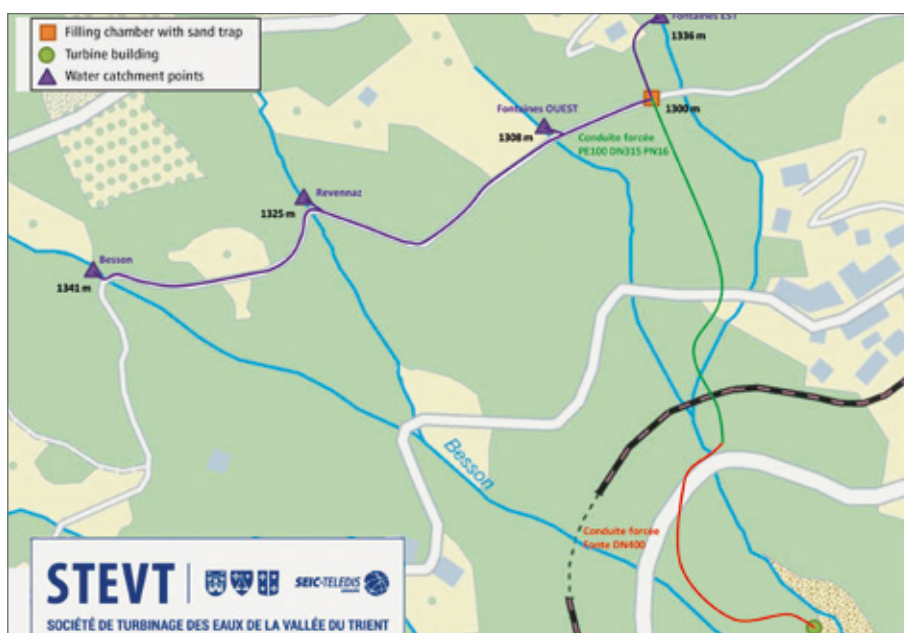 Filling chamber with sand trap
Turbine building
Water catchment points
Fontaines EST
1336 m
1300 m
Fontaines OUEST
1308 m
Conduite forcée
PE100 DN315 PN16
Revennaz
1325 m
Besson
1341 m
Besson
Conduite forcée
Fonte DN400
STEVT
SEIC-TELEDIS
SOCIÉTÉ DE TURBINAGE DES EAUX DE LA VALLÉE DU TRIENT